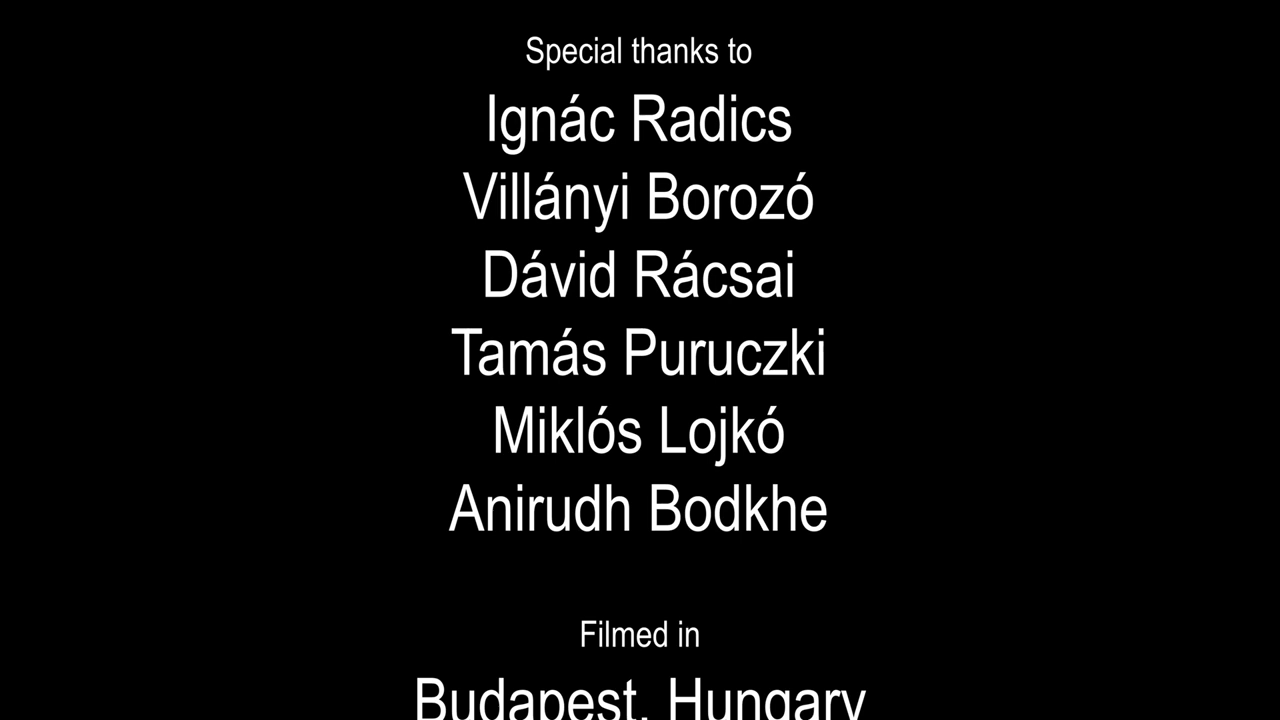 Special thanks to
Ignác Radics
Villányi Borozó
Dávid Rácsai
Tamás Puruczki
Miklós Lojkó
Anirudh Bodkhe
Filmed in
Budapest, Hungary